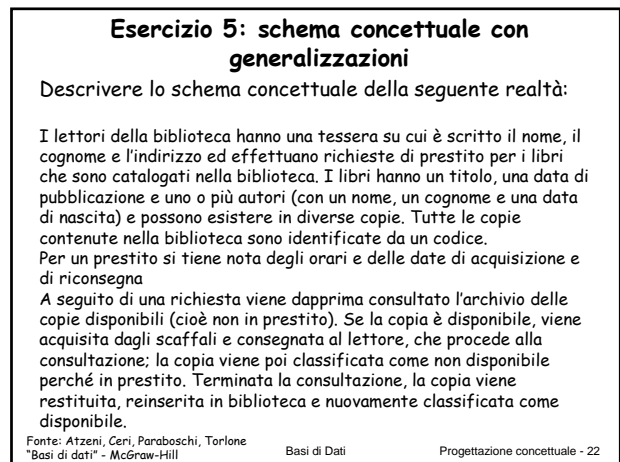 Esercizio 5: schema concettuale con
generalizzazioni
Descrivere lo schema concettuale della seguente realtà:
I lettori della biblioteca hanno una tessera su cui è scritto il nome, il
cognome e l'indirizzo ed effettuano richieste di prestito per i libri
che sono catalogati nella biblioteca. I libri hanno un titolo, una data di
pubblicazione e uno o più autori (con un nome, un cognome e una data
di nascita) e possono esistere in diverse copie. Tutte le copie
contenute nella biblioteca sono identificate da un codice.
Per un prestito si tiene nota degli orari e delle date di acquisizione e
di riconsegna
A seguito di una richiesta viene dapprima consultato l'archivio delle
copie disponibili (cioè non in prestito). Se la copia è disponibile, viene
acquisita dagli scaffali e consegnata al lettore, che procede alla
consultazione; la copia viene poi classificata come non disponibile
perché in prestito. Terminata la consultazione, la copia viene
restituita, reinserita in biblioteca e nuovamente classificata come
disponibile.
Fonte: Atzeni, Ceri, Paraboschi, Torlone
"Basi di dati" - McGraw-Hill
Basi di Dati
Progettazione concettuale - 22